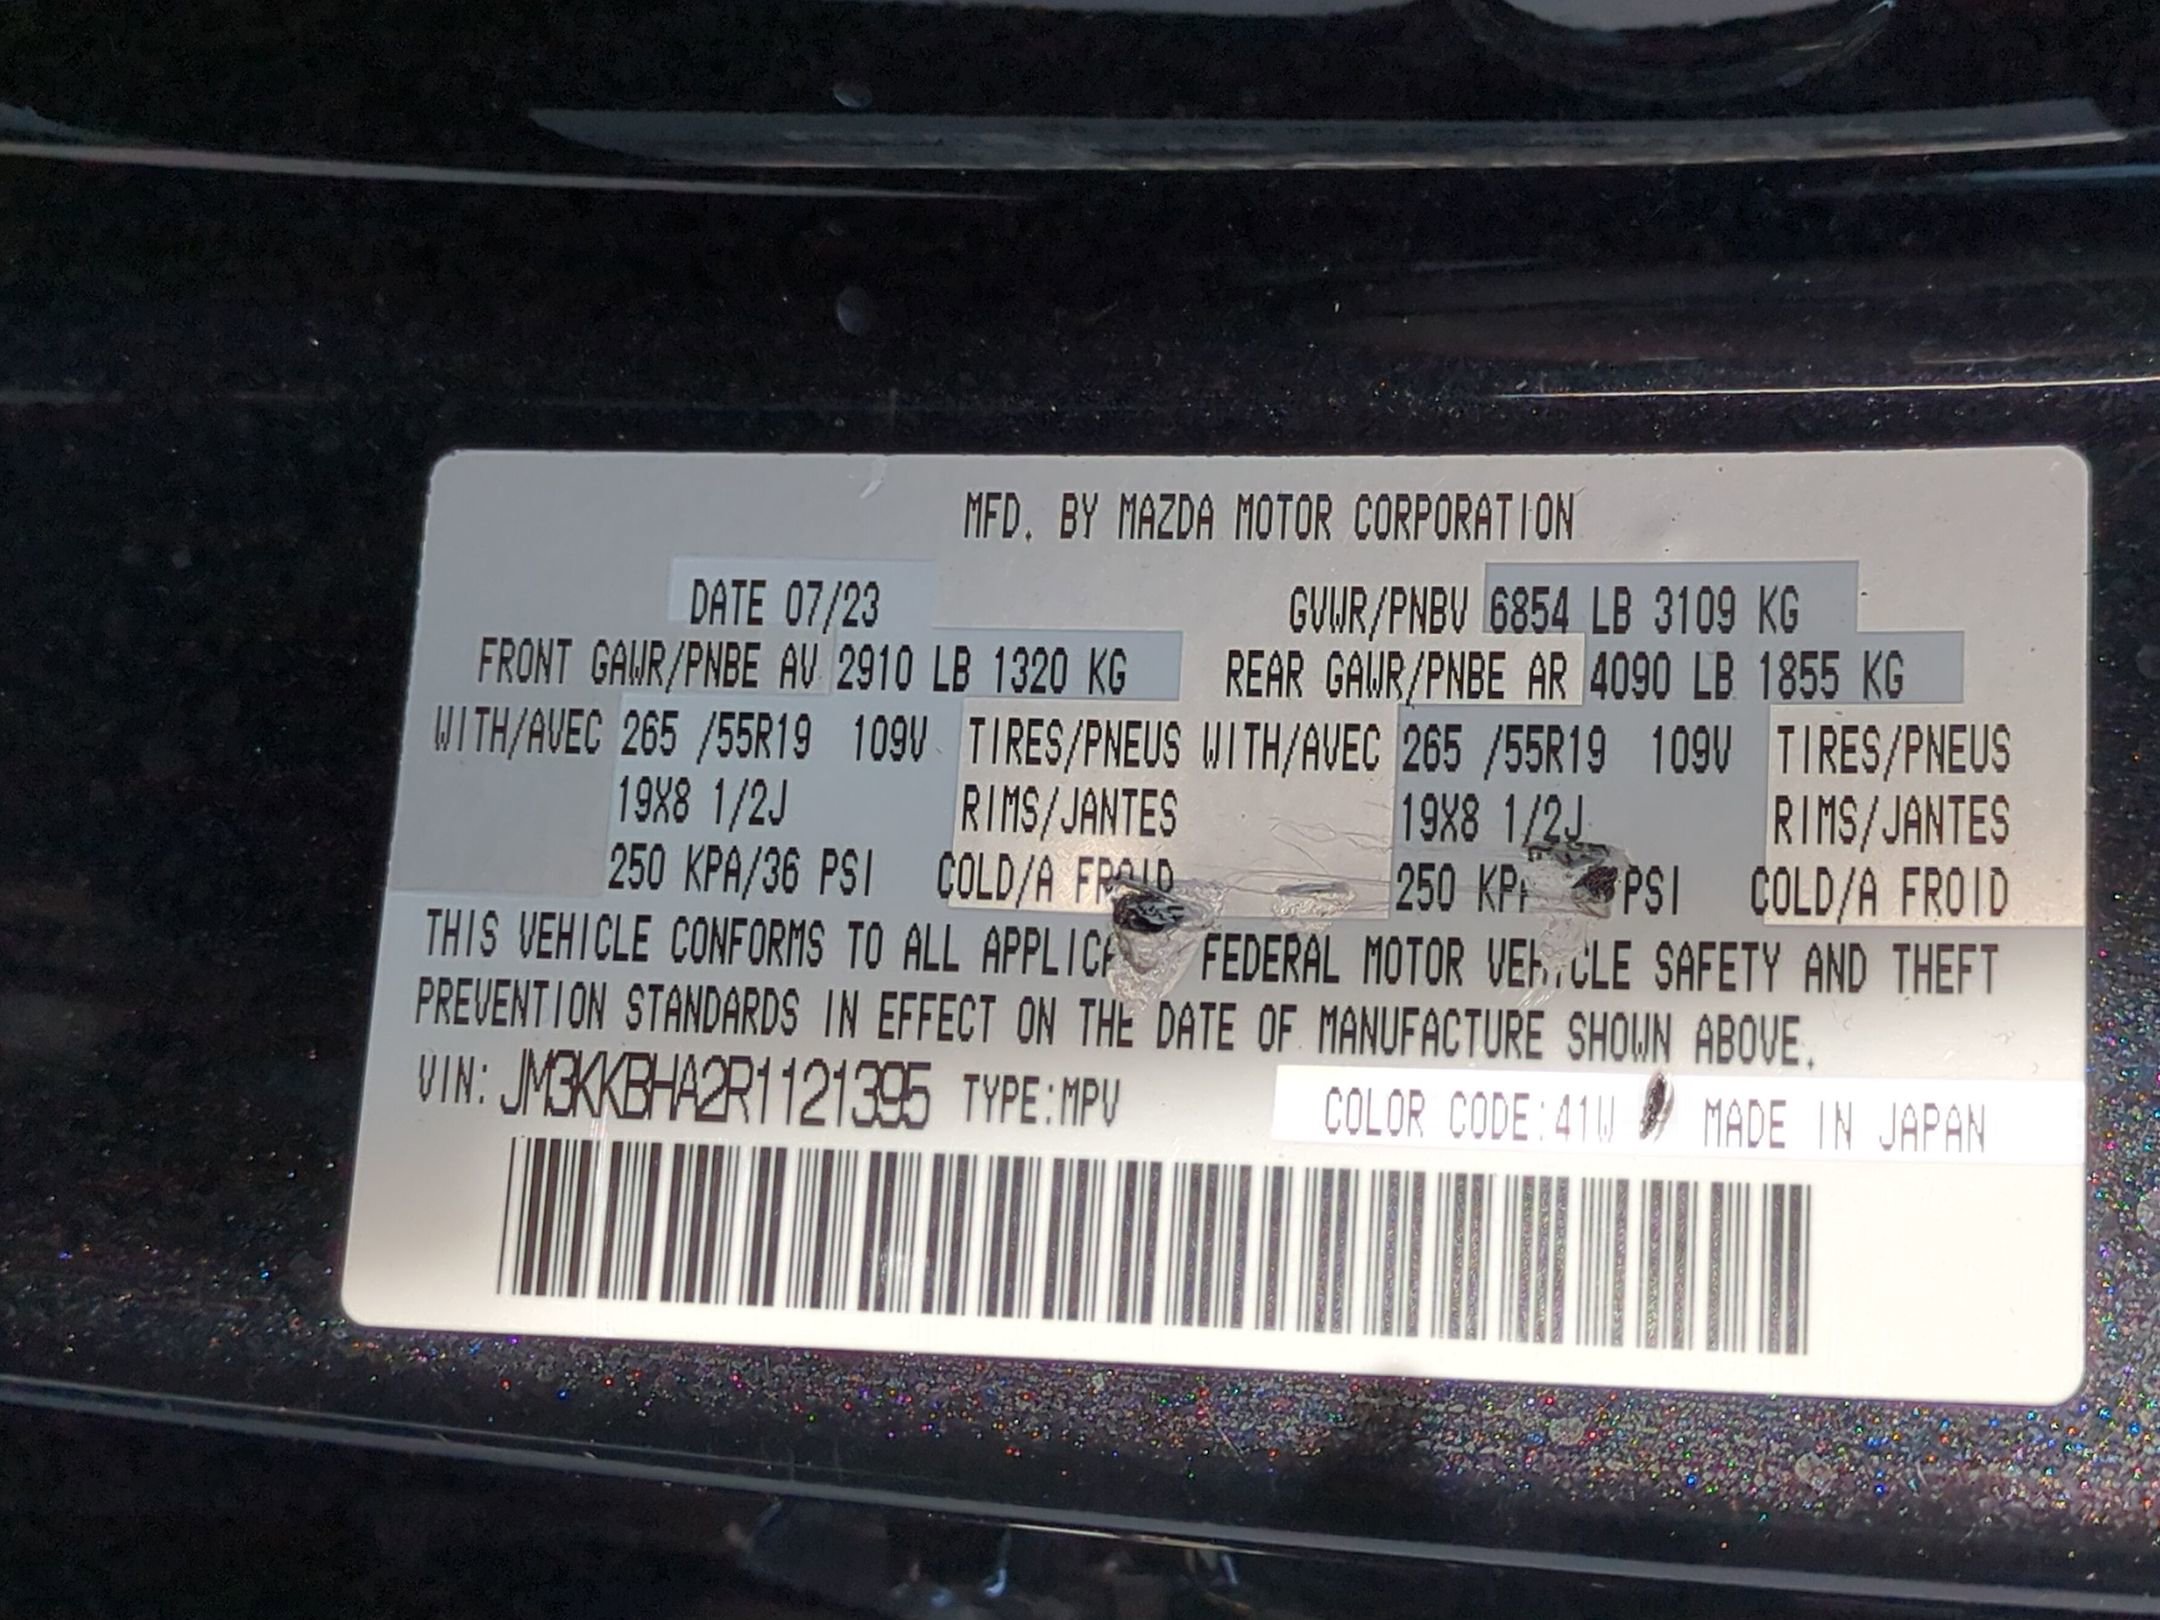 MFD. BY MAZDA MOTOR CORPORATION
DATE 07/23 GVWR/PNBV 6854 LB 3109 KG
FRONT GAWR/PNBE AV 2910 LB 1320 KG REAR GAWR/PNBE AR 4090 LB 1855 KG
WITH/AVEC 265 /55R19 109V TIRES/PNEUS WITH/AVEC 265 /55R19 109V TIRES/PNEUS
19X8 1/2J RIMS/JANTES 19X8 1/2J RIMS/JANTES
250 KPA/36 PSI COLD/A FROID 250 PSI COLD/A FROID
THIS VEHICLE CONFORMS TO ALL FEDERAL MOTOR VEHICLE SAFETY AND THEFT
PREVENTION STANDARDS IN EFFECT ON THE DATE OF MANUFACTURE SHOWN ABOVE.
VIN: JM3KKBHA2R1121395 TYPE:MPV COLOR CODE:41W MADE IN JAPAN